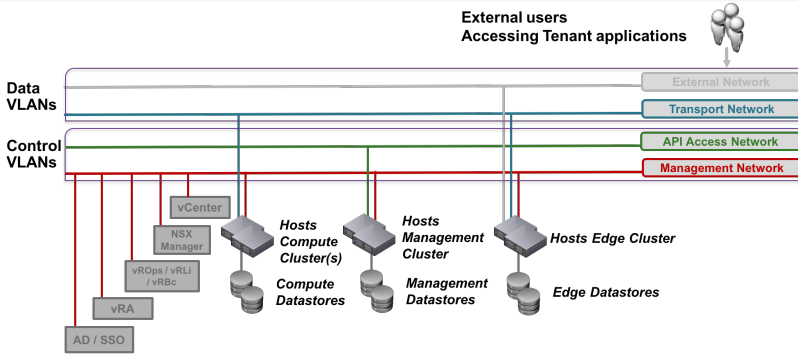 External users
Accessing Tenant applications
Data
VLANs
External Network
Transport Network
Control
VLANs
API Access Network
Management Network
vCenter
NSX
Manager
vROps / vRLi
/ vRBc
vRA
AD / SSO
Hosts
Compute
Cluster(s)
Compute
Datastores
Hosts
Management
Cluster
Management
Datastores
Hosts Edge Cluster
Edge Datastores